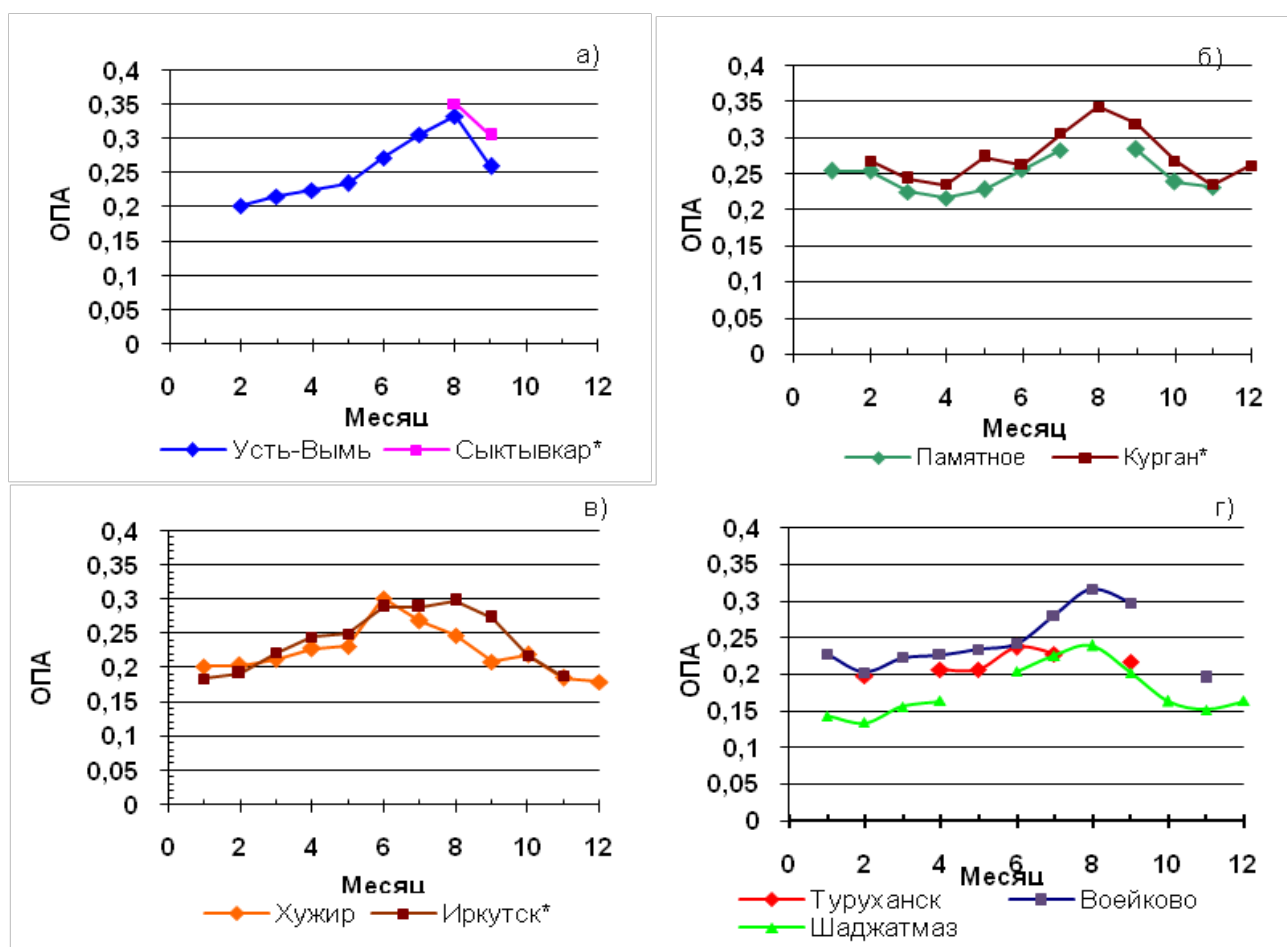 а)
0,4
0,35
0,3
0,25
0,2
0,15
0,1
0,05
0
ОПА
0 2 4 6 8 10 12
Месяц
Усть-Вымь Сыктывкар*
б)
0,4
0,35
0,3
0,25
0,2
0,15
0,1
0,05
0
ОПА
0 2 4 6 8 10 12
Месяц
Памятное Курган*
в)
0,4
0,35
0,3
0,25
0,2
0,15
0,1
0,05
0
ОПА
0 2 4 6 8 10 12
Месяц
Хужир Иркутск*
г)
0,4
0,35
0,3
0,25
0,2
0,15
0,1
0,05
0
ОПА
0 2 4 6 8 10 12
Месяц
Туруханск Воейково
Шаджатмаз